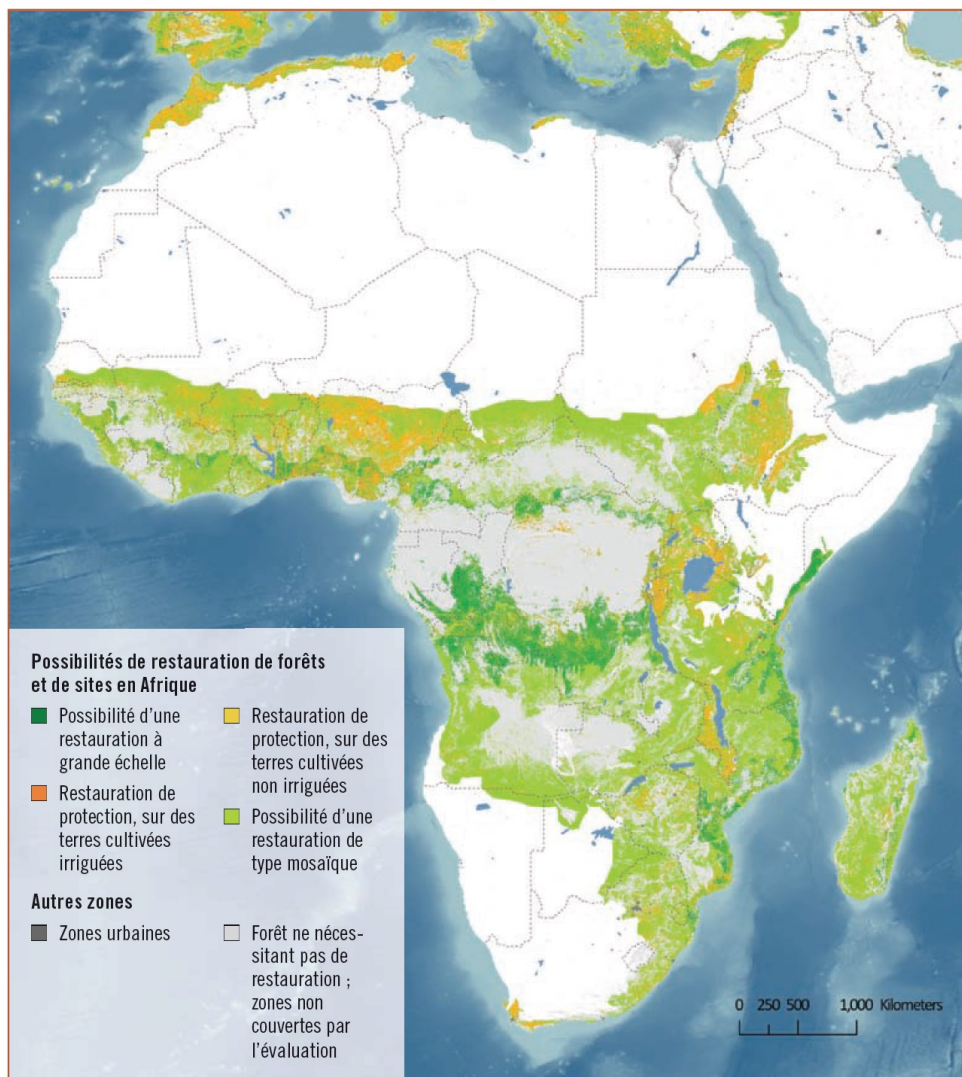 Possibilités de restauration de forêts
et de sites en Afrique
Possibilité d'une
restauration à
grande échelle
Restauration de
protection, sur des
terres cultivées
irriguées
Restauration de
protection, sur des
terres cultivées
non irriguées
Possibilité d'une
restauration de
type mosaïque
Autres zones
Zones urbaines
Forêt ne néces-
sitant pas de
restauration ;
zones non
couvertes par
l'évaluation
0 250 500 1,000 Kilometers